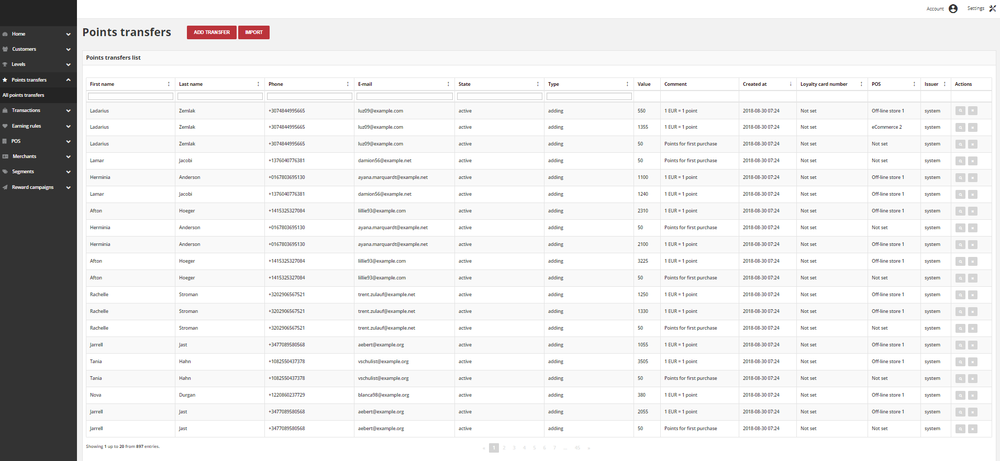 Account
Settings
Home
Customers
Levels
Points transfers
All points transfers
Transactions
Earning rules
POS
Merchants
Segments
Reward campaigns
Points transfers
ADD TRANSFER
IMPORT
Points transfers list
First name Last name Phone E-mail State Type Value Comment Created at Loyalty card number POS Issuer Actions
Ladarius Zemlak +3074844995665 luz09@example.com active adding 550 1 EUR = 1 point 2018-08-30 07:24 Not set Off-line store 1 system
Ladarius Zemlak +3074844995665 luz09@example.com active adding 1355 1 EUR = 1 point 2018-08-30 07:24 Not set eCommerce 2 system
Ladarius Zemlak +3074844995665 luz09@example.com active adding 50 Points for first purchase 2018-08-30 07:24 Not set Not set system
Lamar Jacobi +1376040776381 damion56@example.net active adding 50 Points for first purchase 2018-08-30 07:24 Not set Not set system
Herminia Anderson +0167803695130 ayana.marquardt@example.net active adding 1100 1 EUR = 1 point 2018-08-30 07:24 Not set Off-line store 1 system
Lamar Jacobi +1376040776381 damion56@example.net active adding 1240 1 EUR = 1 point 2018-08-30 07:24 Not set Off-line store 1 system
Afton Hoeger +1415325327084 lillie93@example.com active adding 2310 1 EUR = 1 point 2018-08-30 07:24 Not set Off-line store 1 system
Herminia Anderson +0167803695130 ayana.marquardt@example.net active adding 50 Points for first purchase 2018-08-30 07:24 Not set Not set system
Herminia Anderson +0167803695130 ayana.marquardt@example.net active adding 2100 1 EUR = 1 point 2018-08-30 07:24 Not set Off-line store 1 system
Afton Hoeger +1415325327084 lillie93@example.com active adding 3225 1 EUR = 1 point 2018-08-30 07:24 Not set Off-line store 1 system
Afton Hoeger +1415325327084 lillie93@example.com active adding 50 Points for first purchase 2018-08-30 07:24 Not set Not set system
Rachelle Stroman +3202906567521 trent.zulauf@example.net active adding 1250 1 EUR = 1 point 2018-08-30 07:24 Not set Off-line store 1 system
Rachelle Stroman +3202906567521 trent.zulauf@example.net active adding 1330 1 EUR = 1 point 2018-08-30 07:24 Not set Off-line store 1 system
Rachelle Stroman +3202906567521 trent.zulauf@example.net active adding 50 Points for first purchase 2018-08-30 07:24 Not set Not set system
Jarrell Jast +3477089580568 aebert@example.org active adding 1055 1 EUR = 1 point 2018-08-30 07:24 Not set Off-line store 1 system
Tania Hahn +1082550437378 vschulist@example.org active adding 3505 1 EUR = 1 point 2018-08-30 07:24 Not set Off-line store 1 system
Tania Hahn +1082550437378 vschulist@example.org active adding 50 Points for first purchase 2018-08-30 07:24 Not set Not set system
Nova Durgan +1220860237729 blanca98@example.org active adding 380 1 EUR = 1 point 2018-08-30 07:24 Not set Off-line store 1 system
Jarrell Jast +3477089580568 aebert@example.org active adding 2055 1 EUR = 1 point 2018-08-30 07:24 Not set Off-line store 1 system
Jarrell Jast +3477089580568 aebert@example.org active adding 50 Points for first purchase 2018-08-30 07:24 Not set Not set system
Showing 1 up to 20 from 897 entries.
« 1 2 3 4 5 6 7 ... 45 »